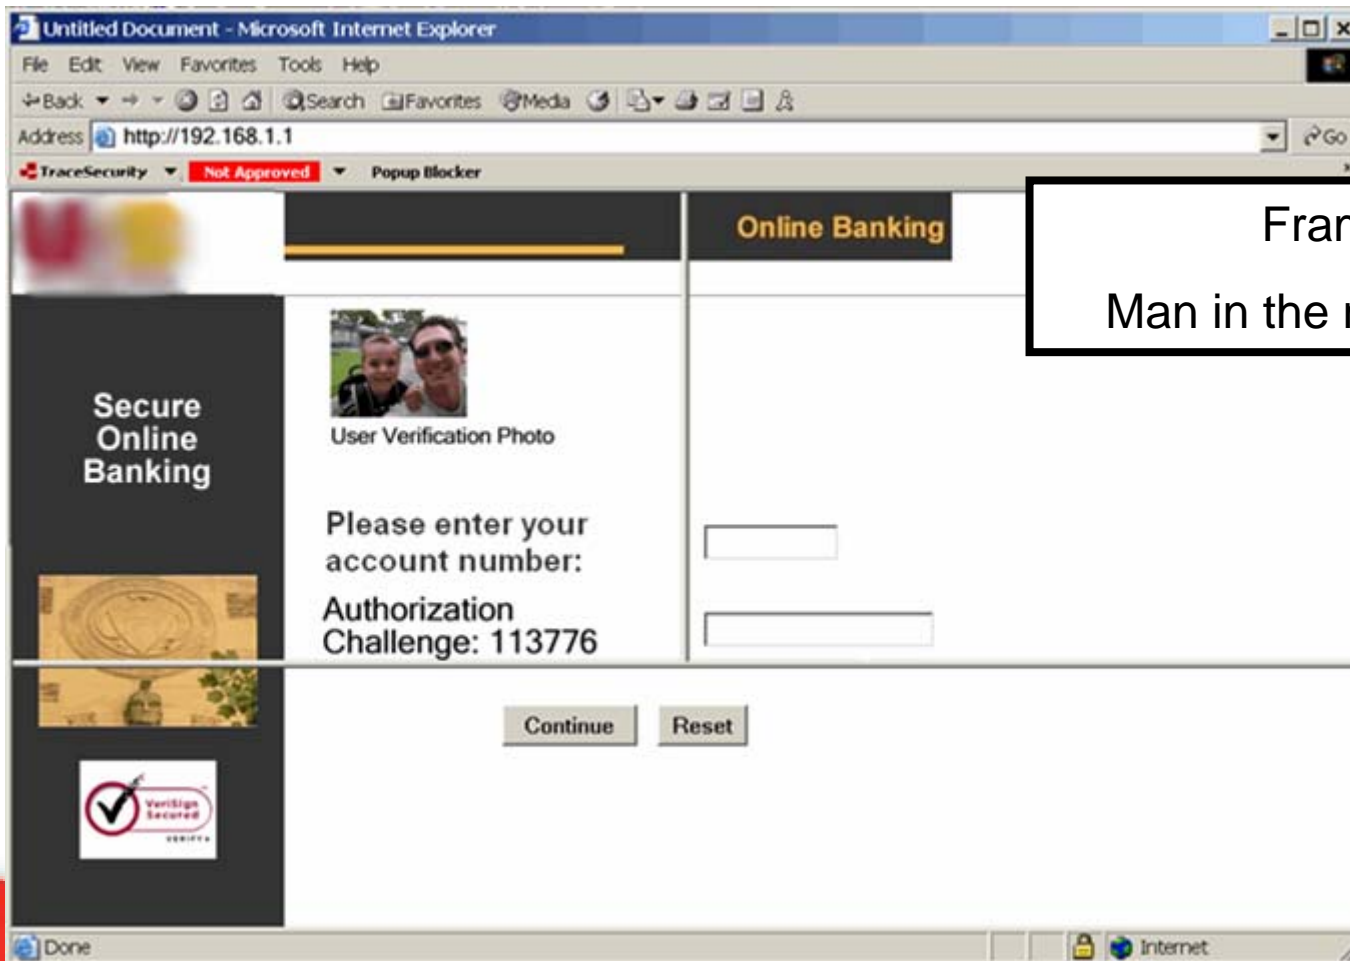 Untitled Document - Microsoft Internet Explorer
File Edit View Favorites Tools Help
Back Search Favorites Media
Address http://192.168.1.1 Go
TraceSecurity Not Approved Popup Blocker
Online Banking
Fran
Man in the
Secure
Online
Banking
User Verification Photo
Please enter your
account number:
Authorization
Challenge: 113776
Continue Reset
VeriSign
Secured
VERIFY
Done Internet